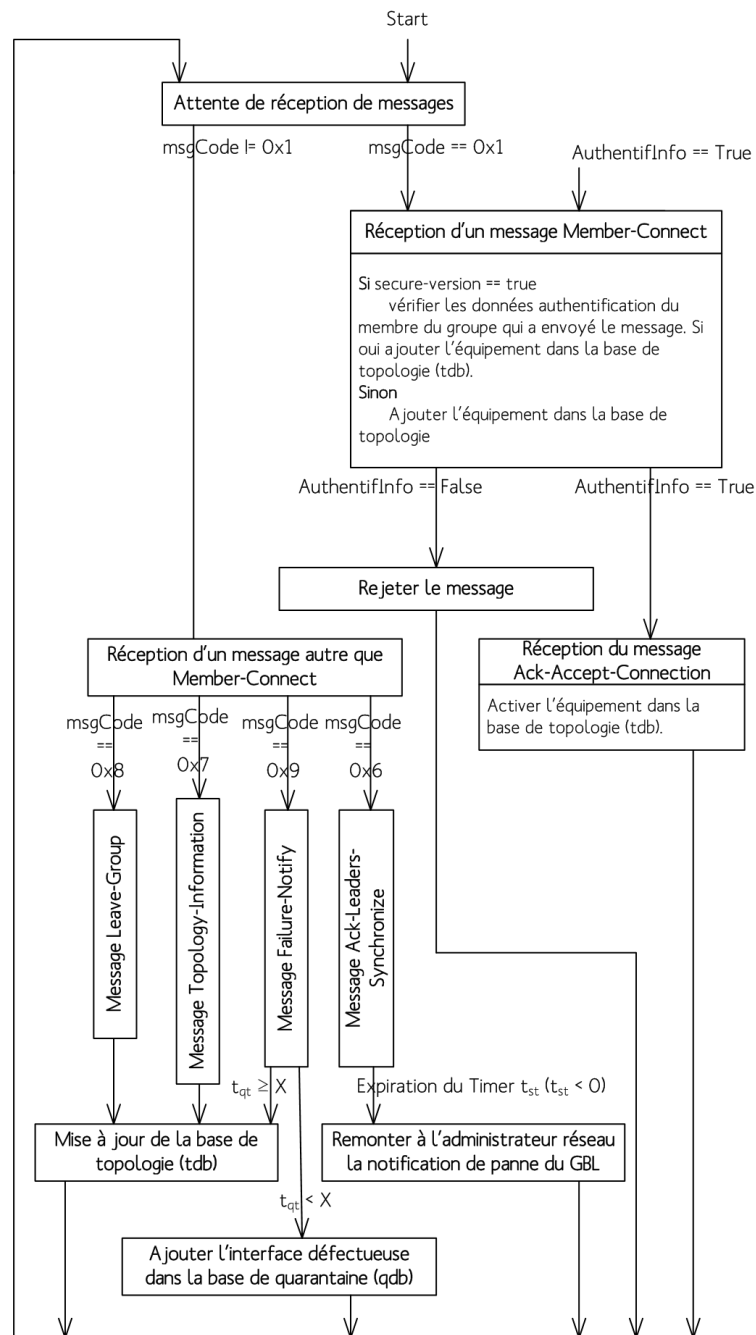 Start
Attente de réception de messages
msgCode != 0x1
msgCode == 0x1
AuthentifInfo == True
Réception d'un message Member-Connect
Si secure-version == true
vérifier les données authentification du
membre du groupe qui a envoyé le message. Si
oui ajouter l'équipement dans la base de
topologie (tdb).
Sinon
Ajouter l'équipement dans la base de
topologie
AuthentifInfo == False
AuthentifInfo == True
Rejeter le message
Réception d'un message autre que
Member-Connect
Réception du message
Ack-Accept-Connection
Activer l'équipement dans la
base de topologie (tdb).
msgCode
==
0x8
msgCode
==
0x7
msgCode
==
0x9
msgCode
==
0x6
Message Leave-Group
Message Topology-Information
Message Failure-Notify
Message Ack-Leaders-
Synchronize
t_qt ≥ X
Expiration du Timer t_st (t_st < 0)
Mise à jour de la base de
topologie (tdb)
Remonter à l'administrateur réseau
la notification de panne du GBL
t_qt < X
Ajouter l'interface défectueuse
dans la base de quarantaine (qdb)